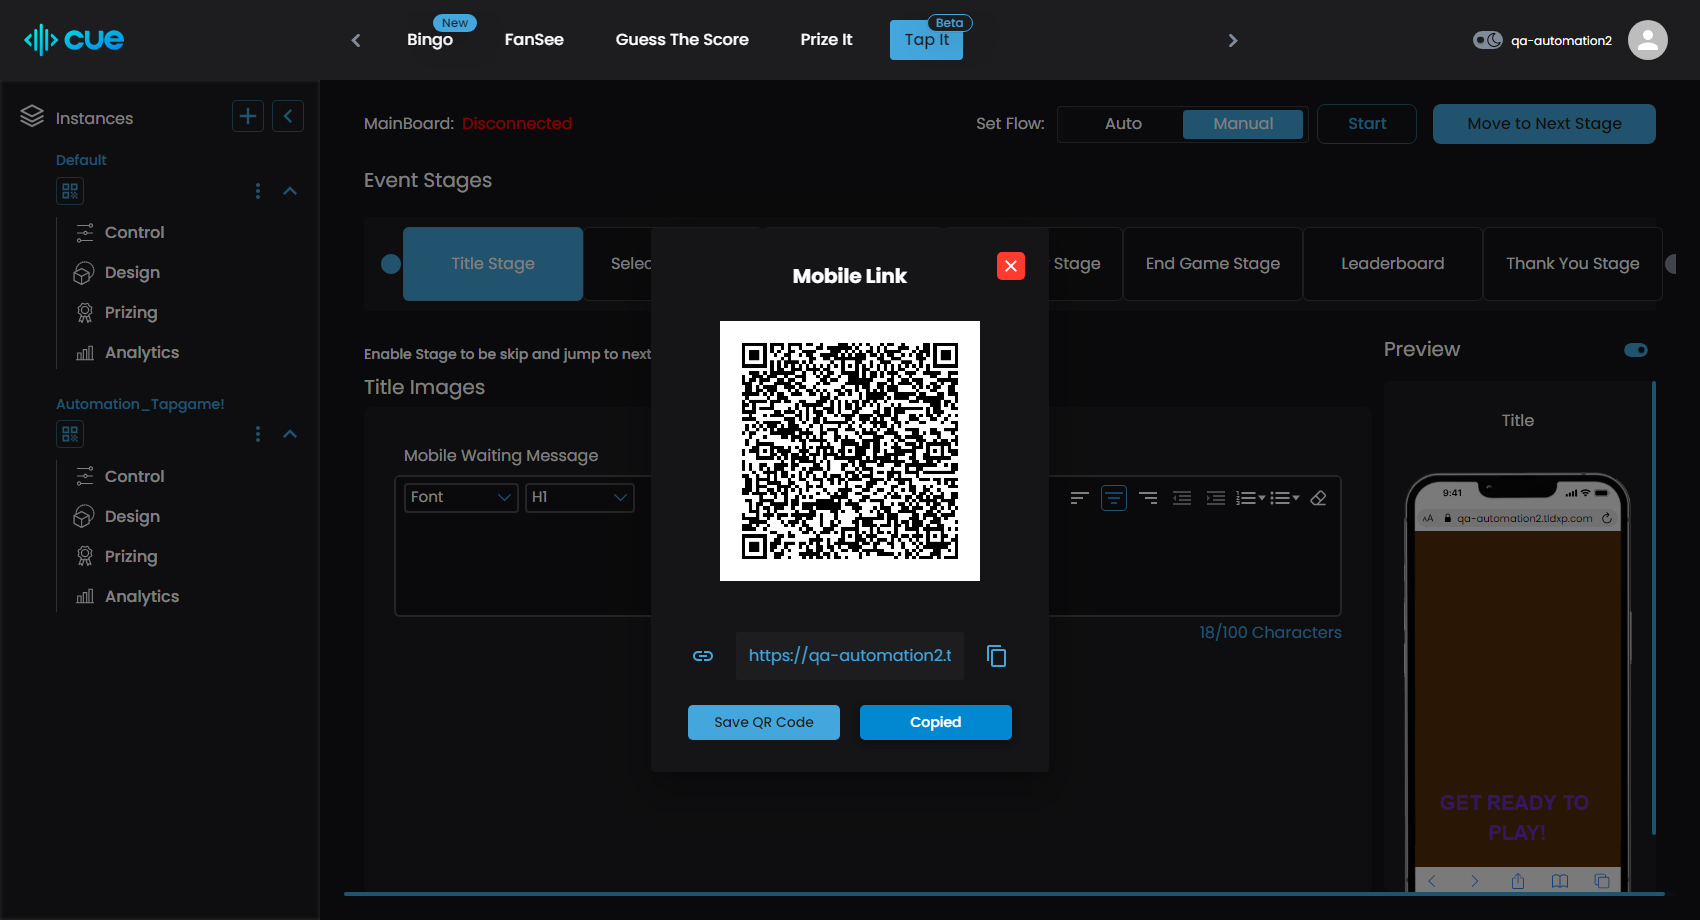 cue
Bingo
New
FanSee
Guess The Score
Prize It
Tap It
Beta
qa-automation2
Instances
Default
Control
Design
Prizing
Analytics
Automation_Tapgame!
Control
Design
Prizing
Analytics
MainBoard: Disconnected
Set Flow:
Auto
Manual
Start
Move to Next Stage
Event Stages
Title Stage
Selec
Stage
End Game Stage
Leaderboard
Thank You Stage
Enable Stage to be skip and jump to next
Title Images
Mobile Waiting Message
Font
H1
18/100 Characters
Mobile Link
https://qa-automation2.t
Save QR Code
Copied
Preview
Title
9:41
AA
qa-automation2.tldxp.com
GET READY TO
PLAY!